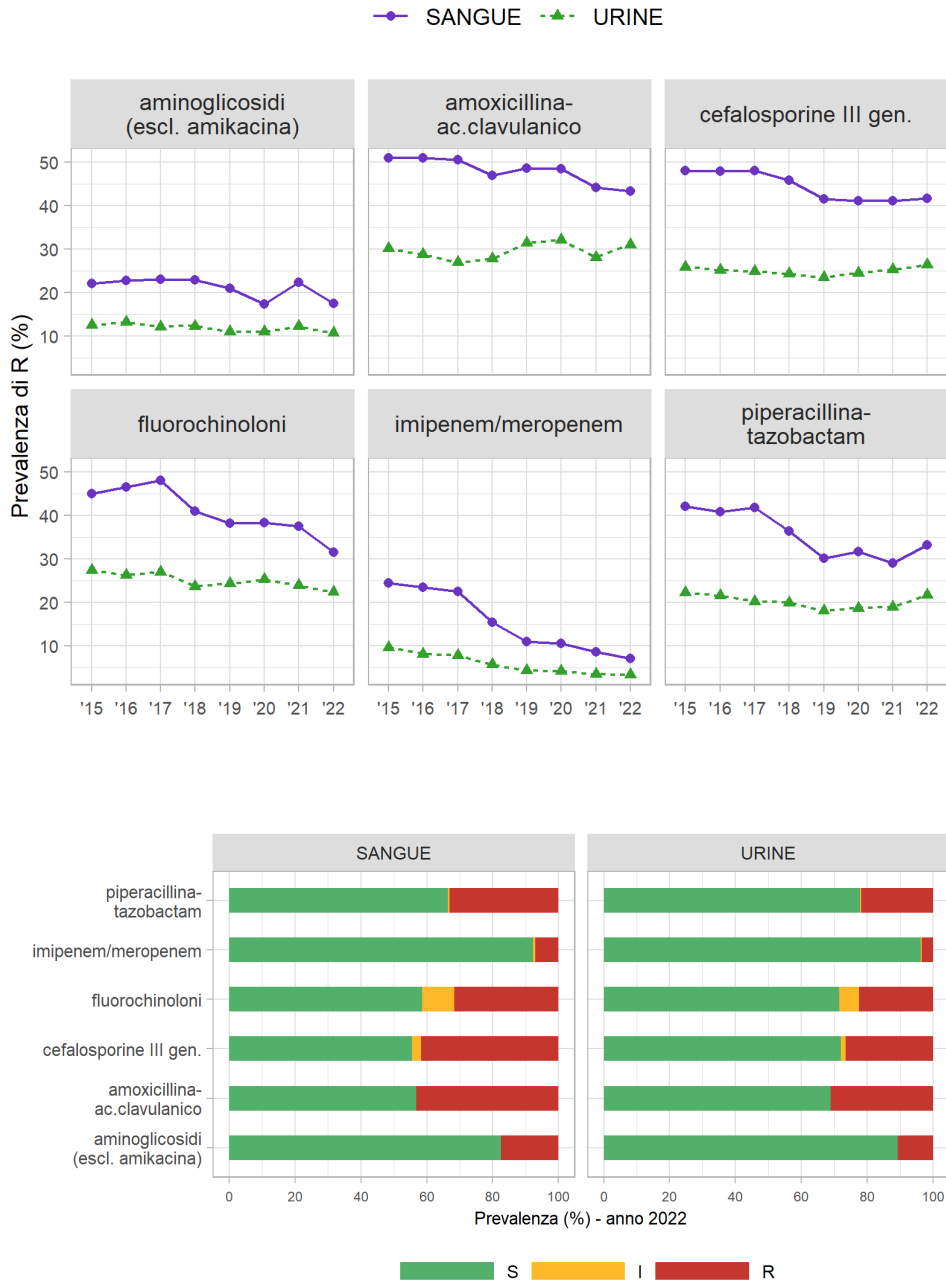 SANGUE URINE
aminoglicosidi
(escl. amikacina)
amoxicillina-
ac.clavulanico
cefalosporine III gen.
50
40
30
20
10
fluorochinoloni
imipenem/meropenem
piperacillina-
tazobactam
50
40
30
20
10
Prevalenza di R (%)
'15 '16 '17 '18 '19 '20 '21 '22
'15 '16 '17 '18 '19 '20 '21 '22
'15 '16 '17 '18 '19 '20 '21 '22
SANGUE
URINE
piperacillina-
tazobactam
imipenem/meropenem
fluorochinoloni
cefalosporine III gen.
amoxicillina-
ac.clavulanico
aminoglicosidi
(escl. amikacina)
0 20 40 60 80 100
0 20 40 60 80 100
Prevalenza (%) - anno 2022
S I R